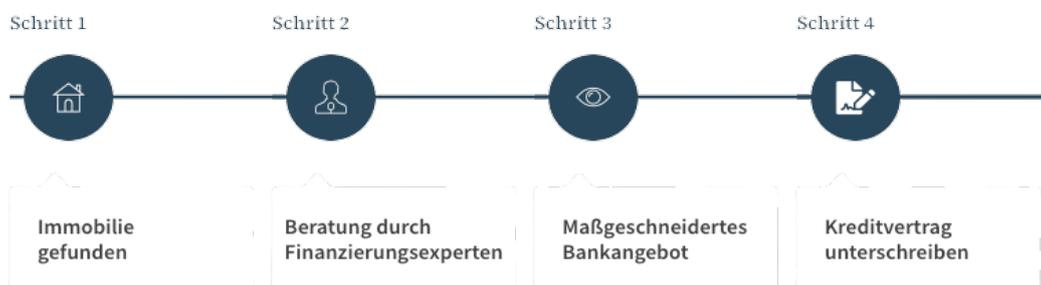 Schritt 1
Schritt 2
Schritt 3
Schritt 4
Immobilie
gefunden
Beratung durch
Finanzierungsexperten
Maßgeschneidertes
Bankangebot
Kreditvertrag
unterschreiben